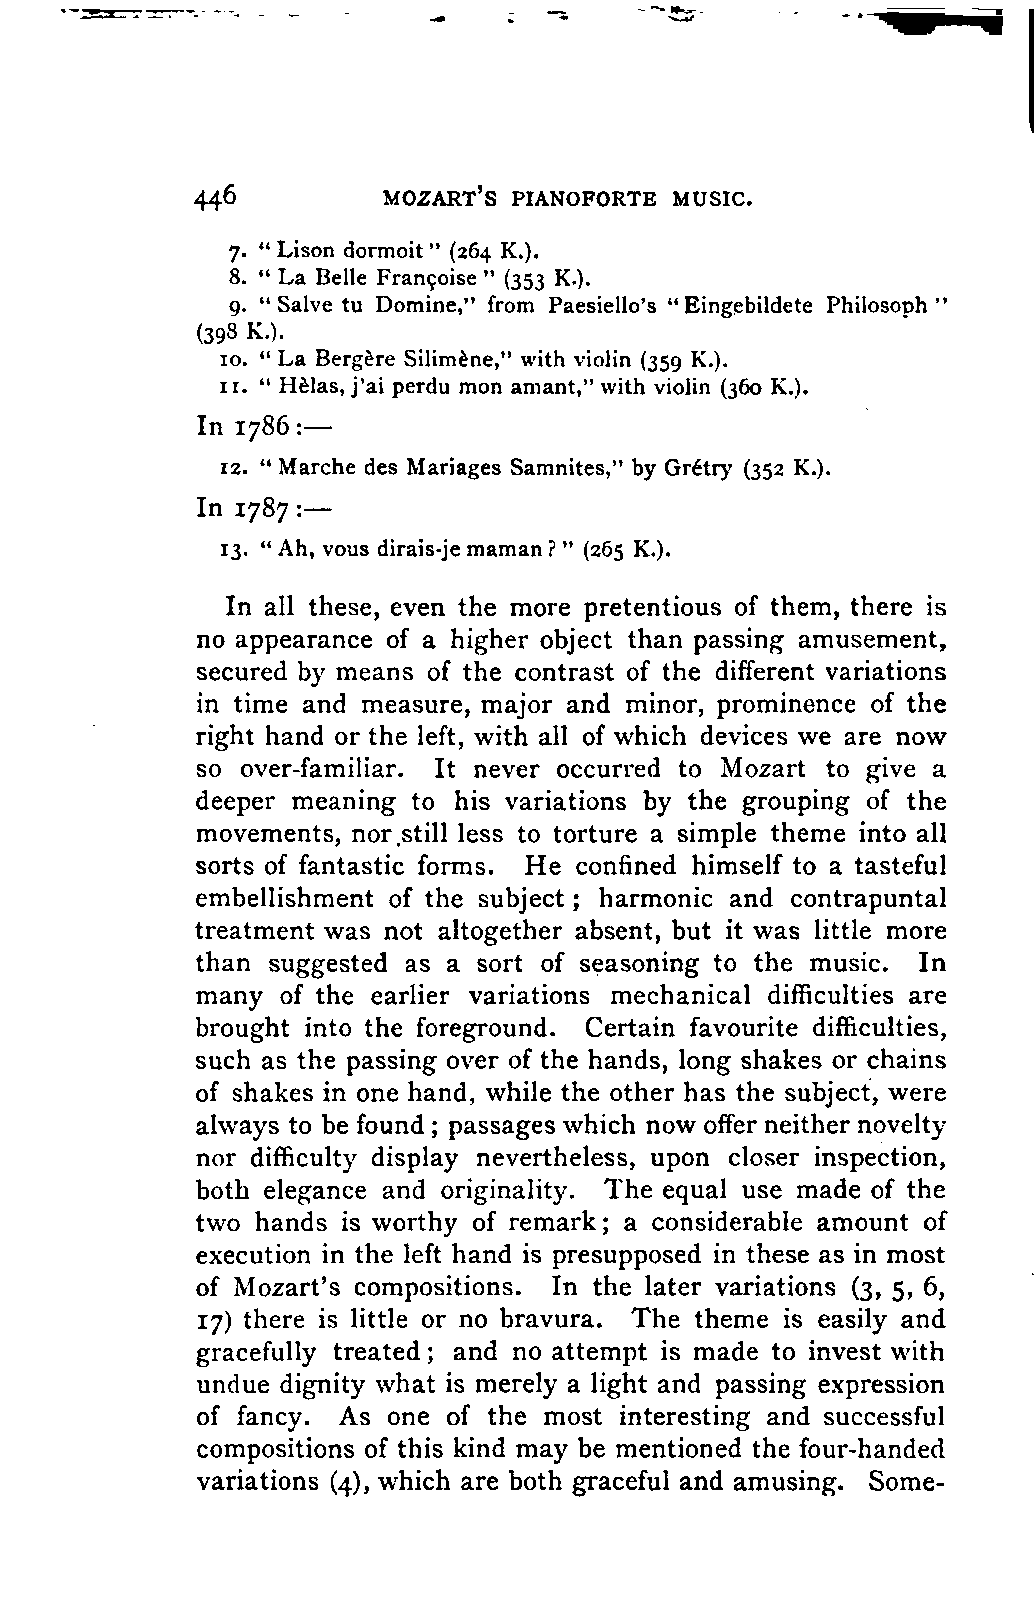 446 MOZART'S PIANOFORTE MUSIC.
7. "Lison dormoit" (264 K.).
8. "La Belle Françoise" (353 K.).
9. "Salve tu Domine," from Paesiello's "Eingebildete Philosoph"
(398 K.).
10. "La Bergère Silimène," with violin (359 K.).
11. "Hèlas, j'ai perdu mon amant," with violin (360 K.).
In 1786:—
12. "Marche des Mariages Samnites," by Grétry (352 K.).
In 1787:—
13. "Ah, vous dirais-je maman?" (265 K.).
In all these, even the more pretentious of them, there is
no appearance of a higher object than passing amusement,
secured by means of the contrast of the different variations
in time and measure, major and minor, prominence of the
right hand or the left, with all of which devices we are now
so over-familiar. It never occurred to Mozart to give a
deeper meaning to his variations by the grouping of the
movements, nor still less to torture a simple theme into all
sorts of fantastic forms. He confined himself to a tasteful
embellishment of the subject; harmonic and contrapuntal
treatment was not altogether absent, but it was little more
than suggested as a sort of seasoning to the music. In
many of the earlier variations mechanical difficulties are
brought into the foreground. Certain favourite difficulties,
such as the passing over of the hands, long shakes or chains
of shakes in one hand, while the other has the subject, were
always to be found; passages which now offer neither novelty
nor difficulty display nevertheless, upon closer inspection,
both elegance and originality. The equal use made of the
two hands is worthy of remark; a considerable amount of
execution in the left hand is presupposed in these as in most
of Mozart's compositions. In the later variations (3, 5, 6,
17) there is little or no bravura. The theme is easily and
gracefully treated; and no attempt is made to invest with
undue dignity what is merely a light and passing expression
of fancy. As one of the most interesting and successful
compositions of this kind may be mentioned the four-handed
variations (4), which are both graceful and amusing. Some-